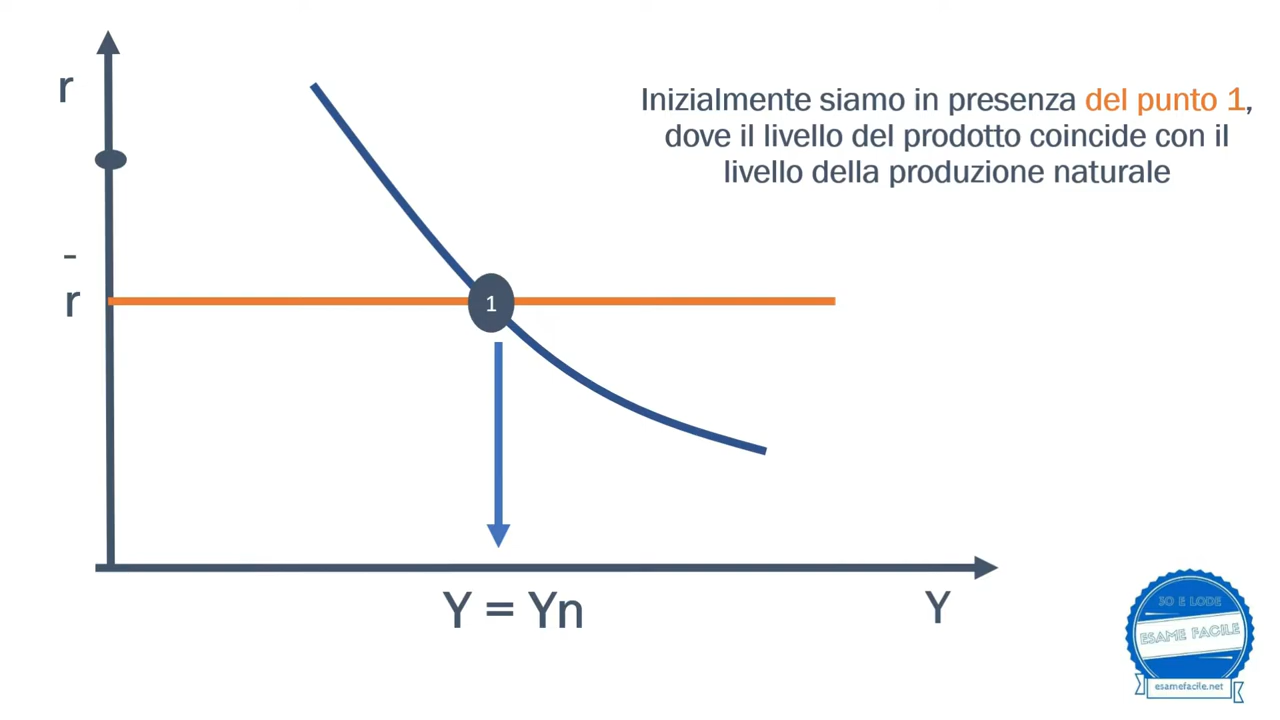 r
Inizialmente siamo in presenza del punto 1,
dove il livello del prodotto coincide con il
livello della produzione naturale
r̄
1
Y = Yn
Y
30 E LODE
ESAME FACILE
esamefacile.net